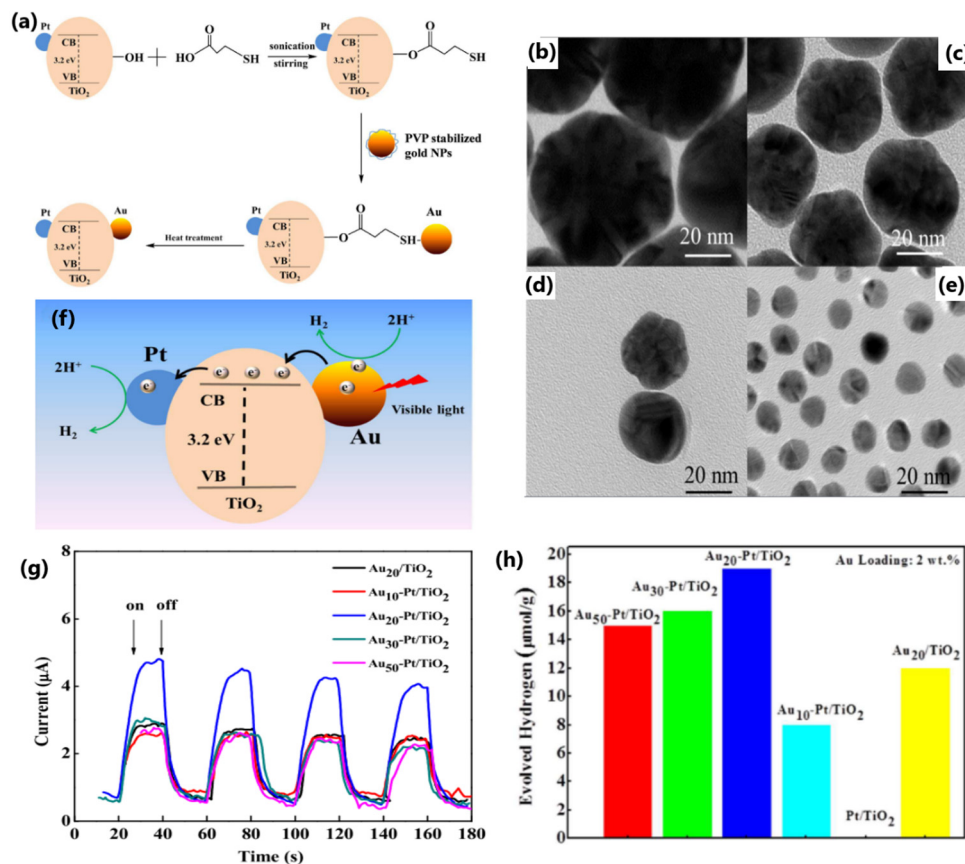 (a)
Pt
CB
3.2 eV
VB
TiO2
OH
HO
O
SH
sonication
stirring
Pt
CB
3.2 eV
VB
TiO2
O
O
SH
PVP stabilized
gold NPs
Pt
Au
CB
3.2 eV
VB
TiO2
Heat treatment
Pt
CB
3.2 eV
VB
TiO2
O
O
SH
Au
(b)
20 nm
(c)
20 nm
(d)
20 nm
(e)
20 nm
(f)
H2
2H+
Pt
2H+
e-
e-
e-
e-
e-
e-
CB
Visible light
H2
3.2 eV
Au
VB
TiO2
(g)
8
6
4
2
0
Current (μA)
on
off
Au20/TiO2
Au10-Pt/TiO2
Au20-Pt/TiO2
Au30-Pt/TiO2
Au50-Pt/TiO2
0 20 40 60 80 100 120 140 160 180
Time (s)
(h)
Evolved Hydrogen (μmol/g)
20
18
16
14
12
10
8
6
4
2
0
Au20-Pt/TiO2
Au Loading: 2 wt.%
Au30-Pt/TiO2
Au50-Pt/TiO2
Au20/TiO2
Au10-Pt/TiO2
Pt/TiO2